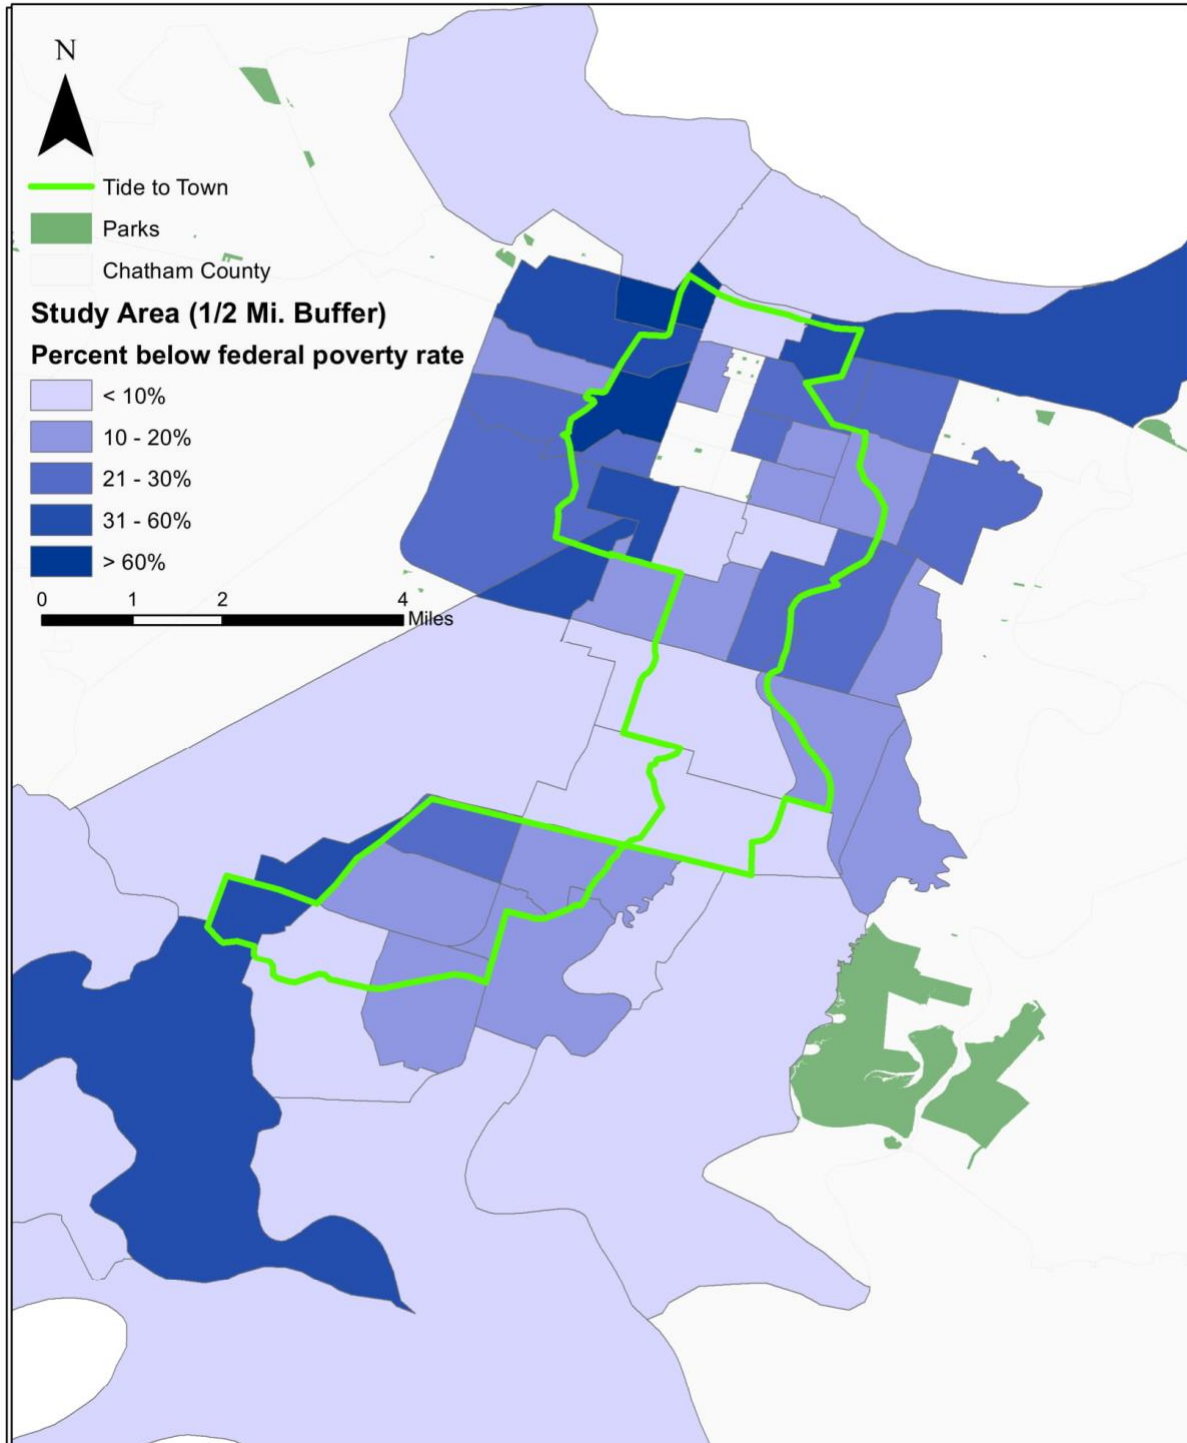 N
Tide to Town
Parks
Chatham County
Study Area (1/2 Mi. Buffer)
Percent below federal poverty rate
< 10%
10 - 20%
21 - 30%
31 - 60%
> 60%
0 1 2 4
Miles